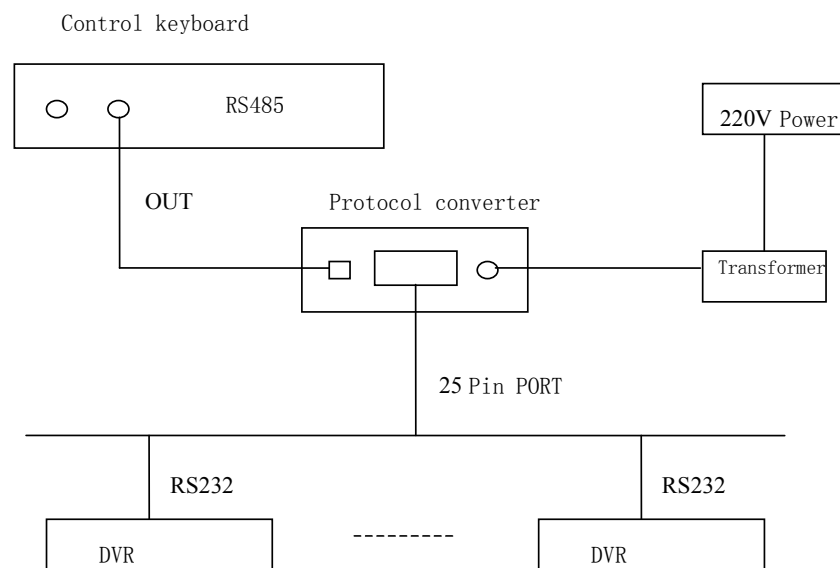 Control keyboard
RS485
220V Power
OUT
Protocol converter
Transformer
25 Pin PORT
RS232
RS232
DVR
DVR